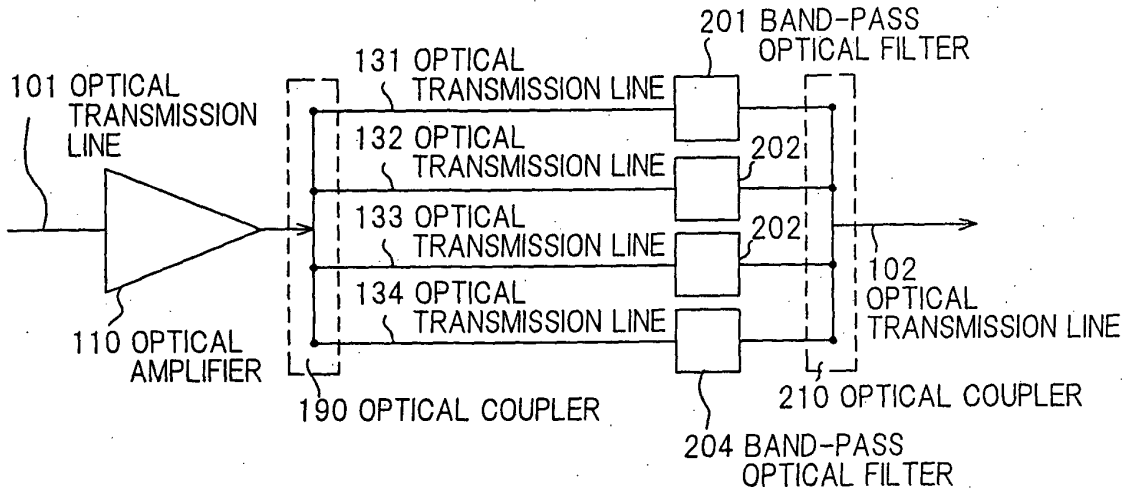 101 OPTICAL
TRANSMISSION
LINE
110 OPTICAL
AMPLIFIER
190 OPTICAL COUPLER
131 OPTICAL
TRANSMISSION LINE
132 OPTICAL
TRANSMISSION LINE
133 OPTICAL
TRANSMISSION LINE
134 OPTICAL
TRANSMISSION LINE
201 BAND-PASS
OPTICAL FILTER
202
202
204 BAND-PASS
OPTICAL FILTER
210 OPTICAL COUPLER
102
OPTICAL
TRANSMISSION LINE